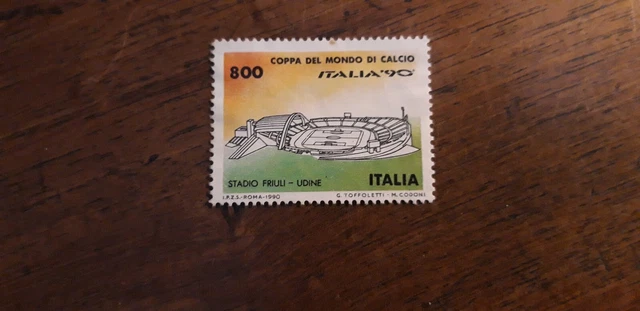 COPPA DEL MONDO DI CALCIO
800 ITALIA'90
STADIO FRIULI - UDINE ITALIA
I.P.Z.S.-ROMA-1990 G. TOFFOLETTI - M. CODONI